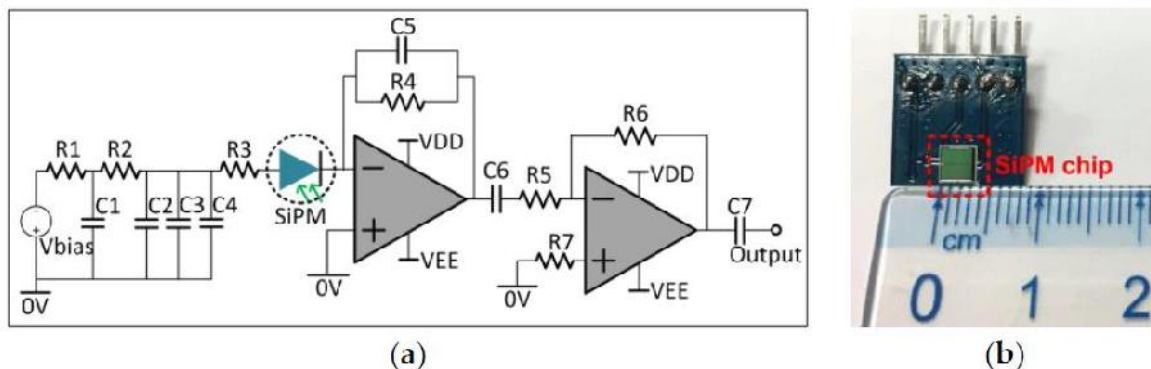 C5
R4
R1 R2 R3
VDD
R6
C6 R5
VDD
SiPM
C1 C2 C3 C4
Vbias
VEE
0V
0V
R7
0V
VEE
C7
Output
(a)
SiPM chip
cm
0 1 2
(b)